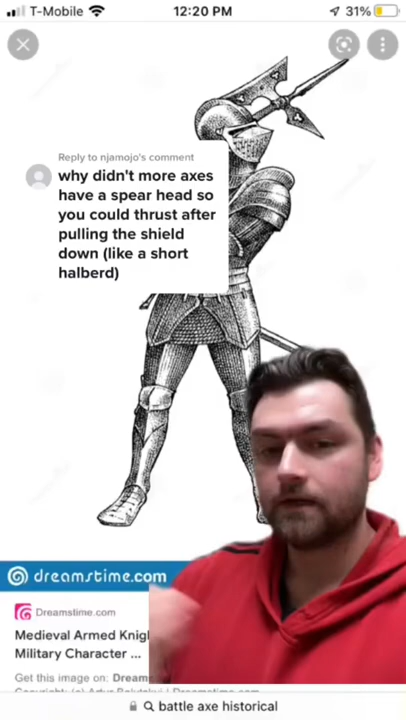 T-Mobile 12:20 PM 31%
Reply to njamojo's comment
why didn't more axes
have a spear head so
you could thrust after
pulling the shield
down (like a short
halberd)
dreamstime.com
Dreamstime.com
Medieval Armed Knig
Military Character ...
Get this image on: Dreams
battle axe historical